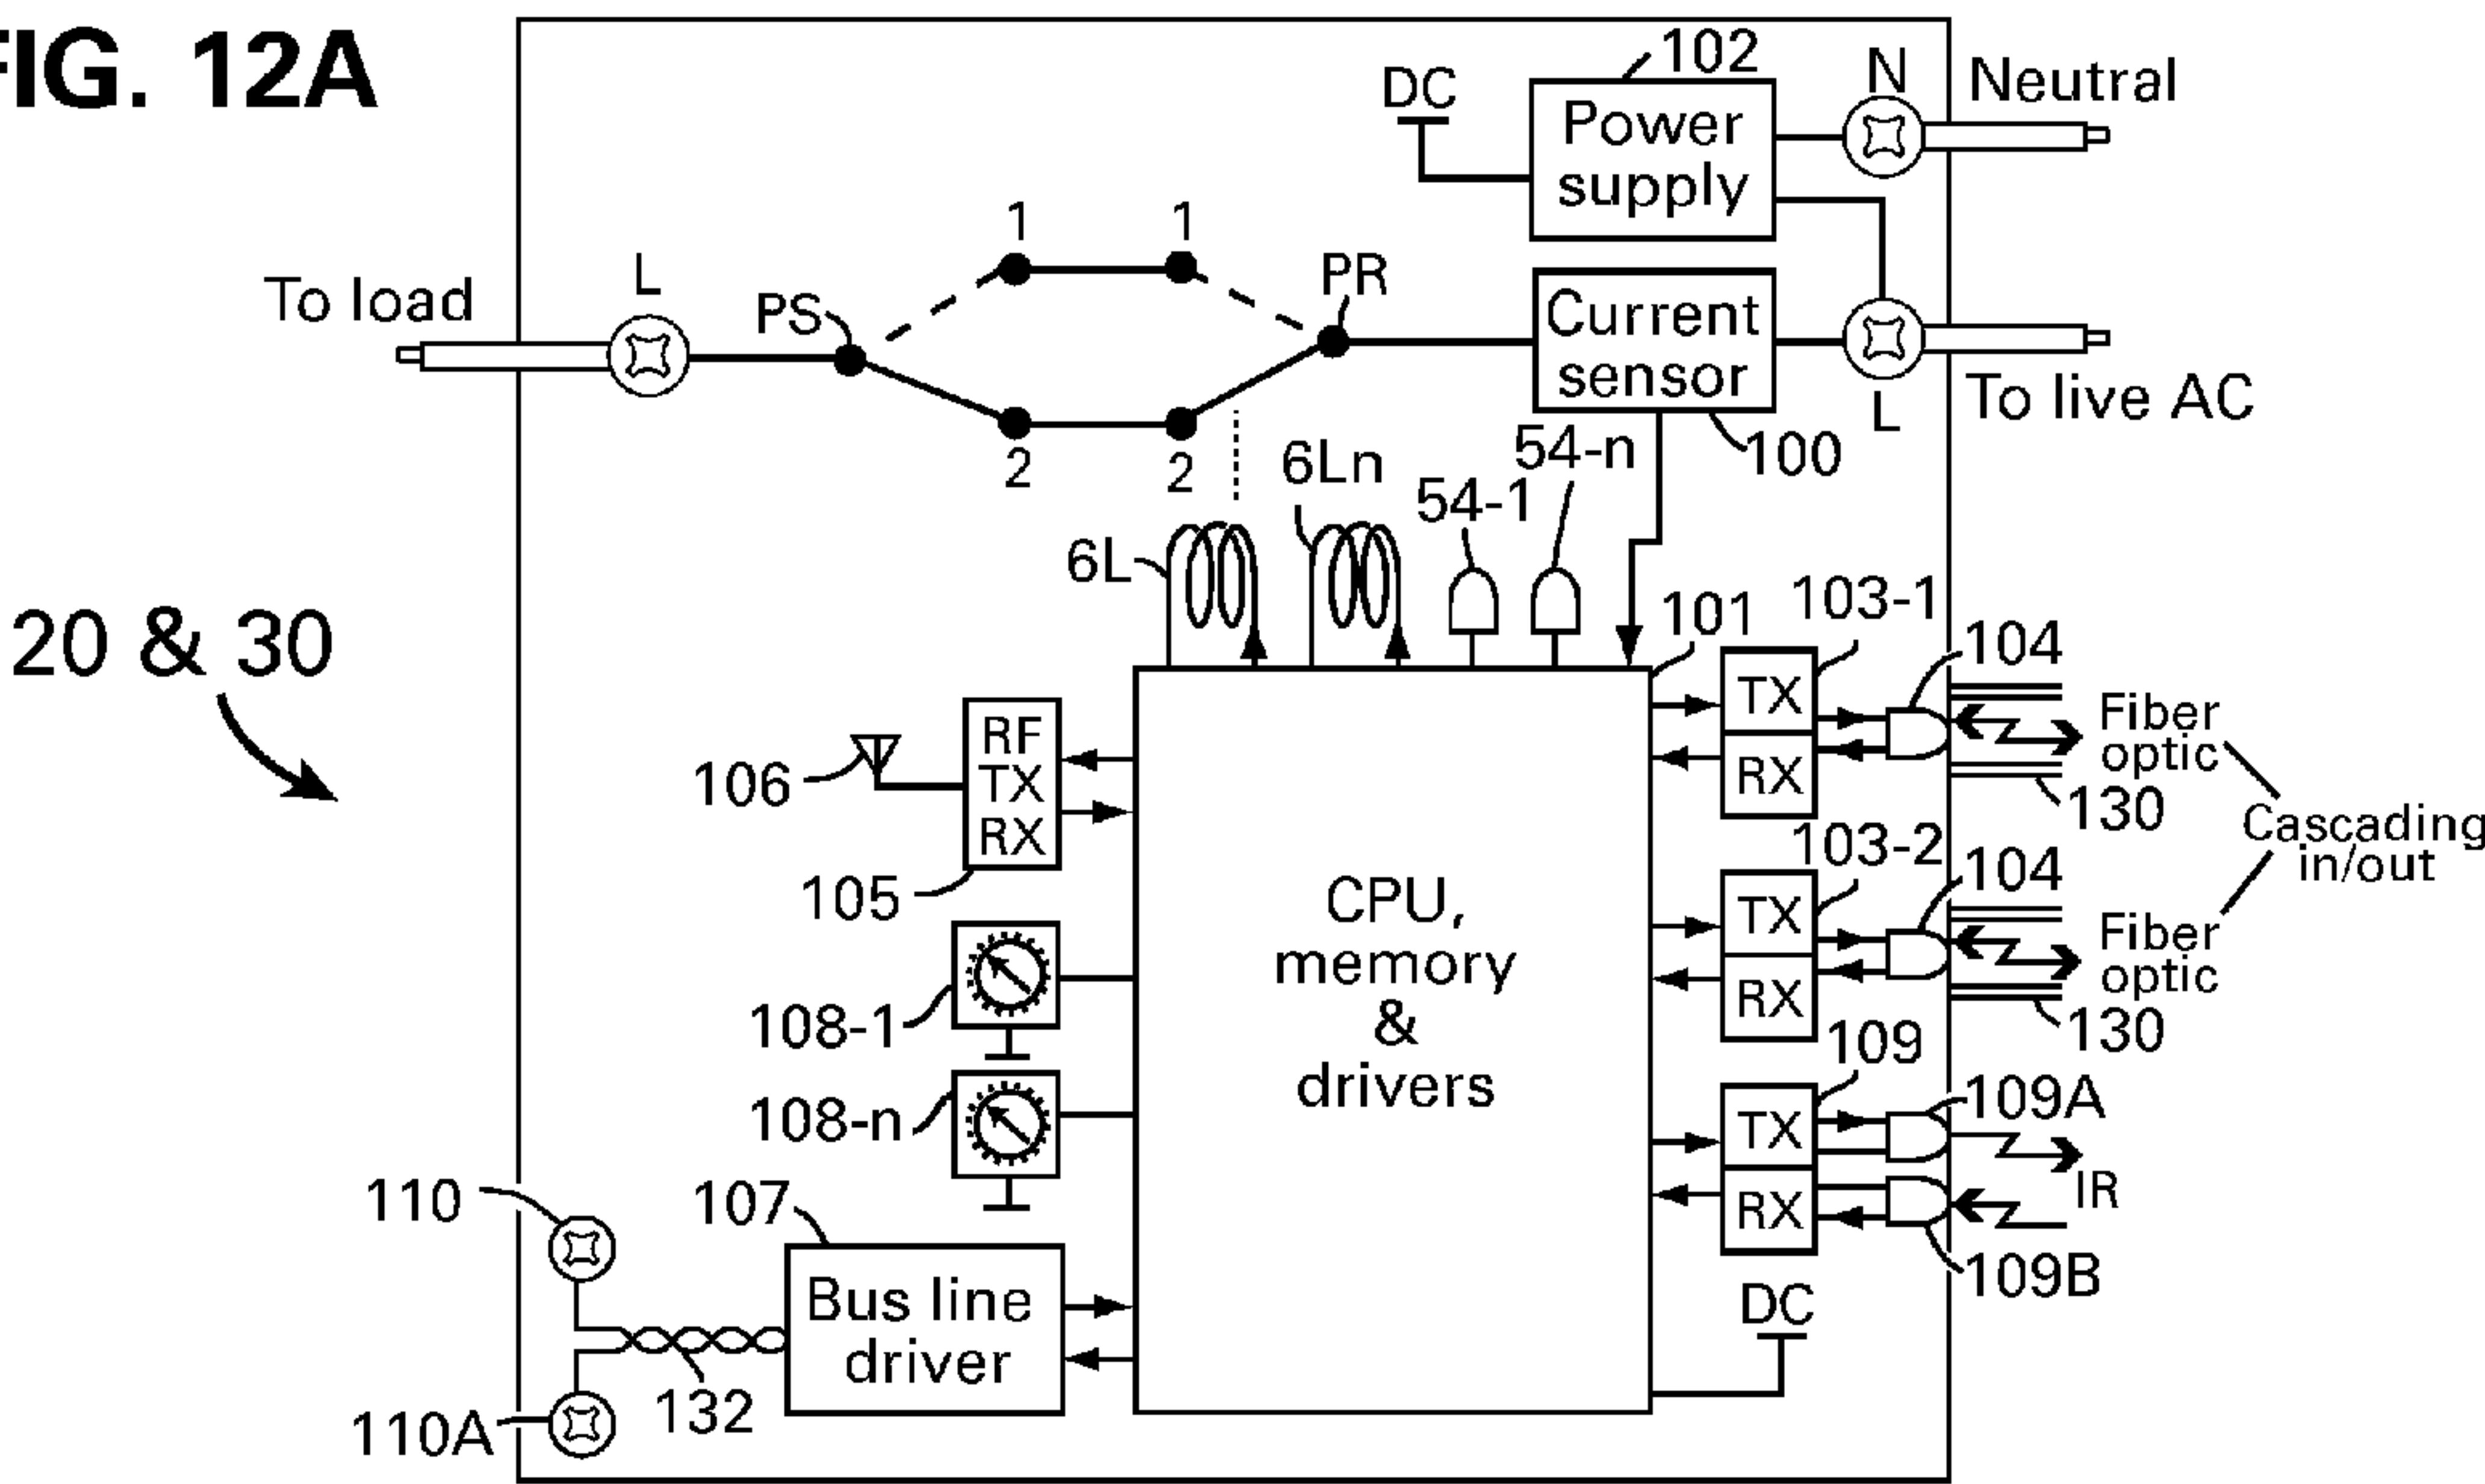 FIG. 12A
102
DC
N
Neutral
Power
supply
1
1
To load
L
PS
PR
Current
sensor
To live AC
L
2
2
6Ln
54-1
54-n
100
6L
101
103-1
104
20 & 30
TX
RX
Fiber
optic
130
RF
TX
RX
106
105
Cascading
in/out
103-2
104
TX
RX
Fiber
optic
130
CPU,
memory
&
drivers
108-1
108-n
109
109A
TX
RX
IR
109B
110
107
Bus line
driver
DC
132
110A